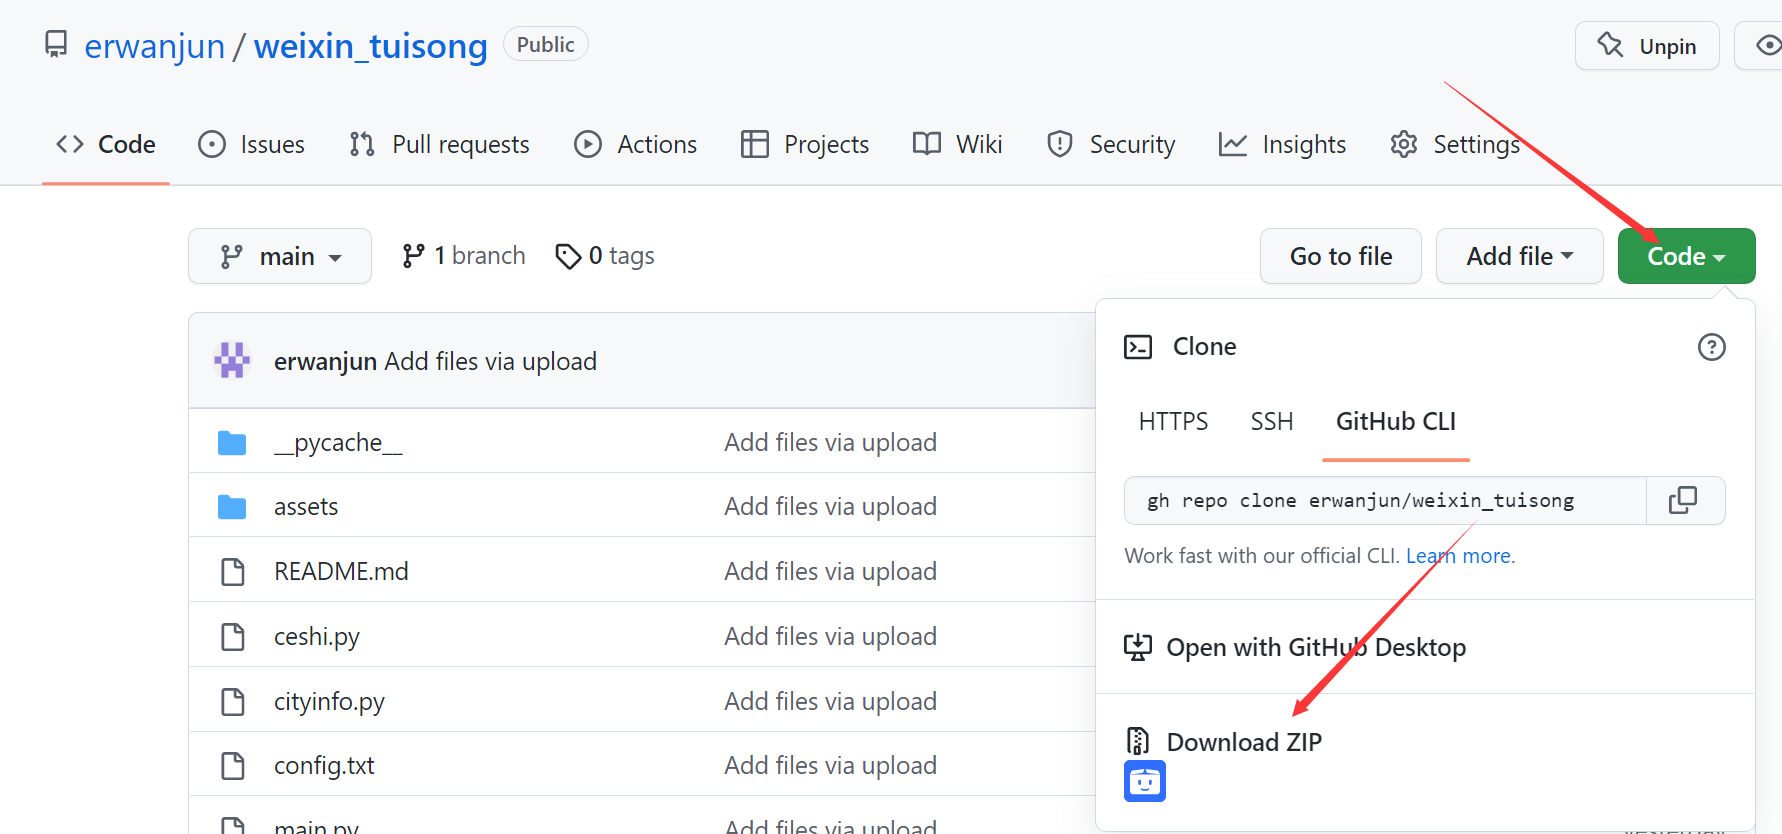 erwanjun / weixin_tuisong Public Unpin
Code Issues Pull requests Actions Projects Wiki Security Insights Settings
main 1 branch 0 tags Go to file Add file Code
erwanjun Add files via upload
__pycache__ Add files via upload
assets Add files via upload
README.md Add files via upload
ceshi.py Add files via upload
cityinfo.py Add files via upload
config.txt Add files via upload
main.py Add files via upload
Clone
HTTPS SSH GitHub CLI
gh repo clone erwanjun/weixin_tuisong
Work fast with our official CLI. Learn more.
Open with GitHub Desktop
Download ZIP
yesterday